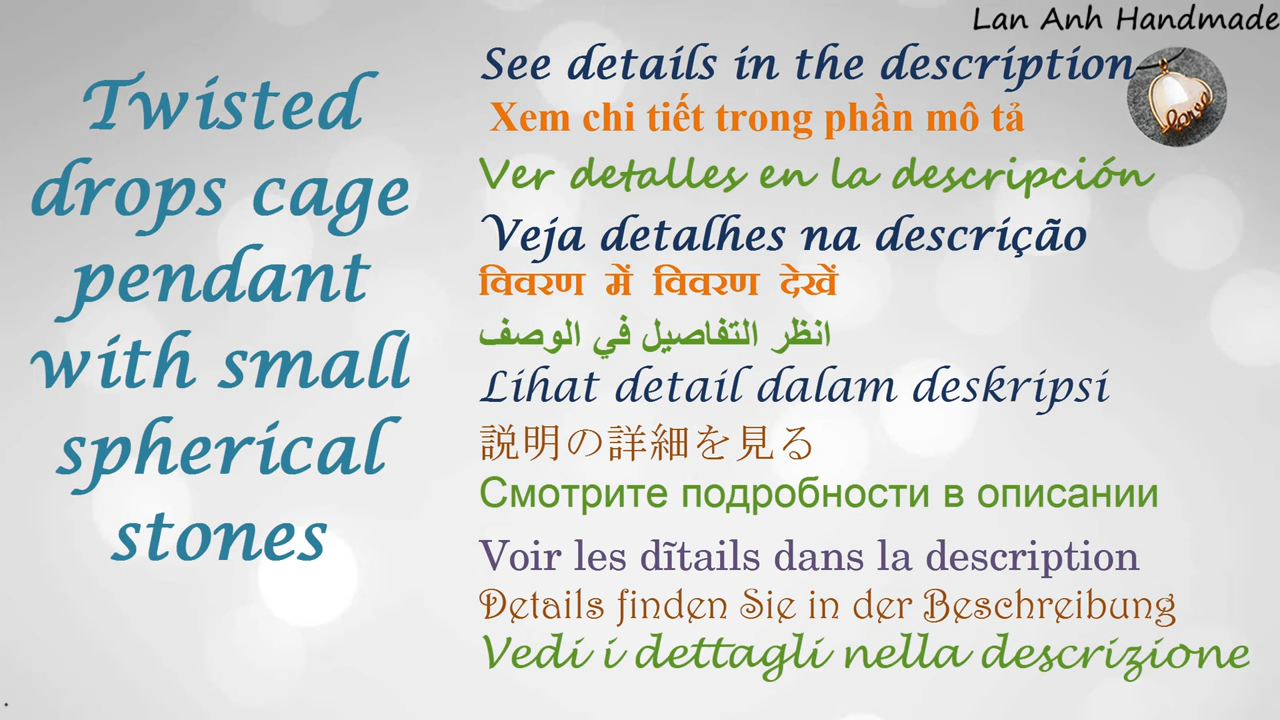 Lan Anh Handmade
Twisted
drops cage
pendant
with small
spherical
stones
See details in the description
Xem chi tiết trong phần mô tả
Ver detalles en la descripción
Veja detalhes na descrição
विवरण में विवरण देखें
انظر التفاصيل في الوصف
Lihat detail dalam deskripsi
説明の詳細を見る
Смотрите подробности в описании
Voir les dĩtails dans la description
Details finden Sie in der Beschreibung
Vedi i dettagli nella descrizione
love